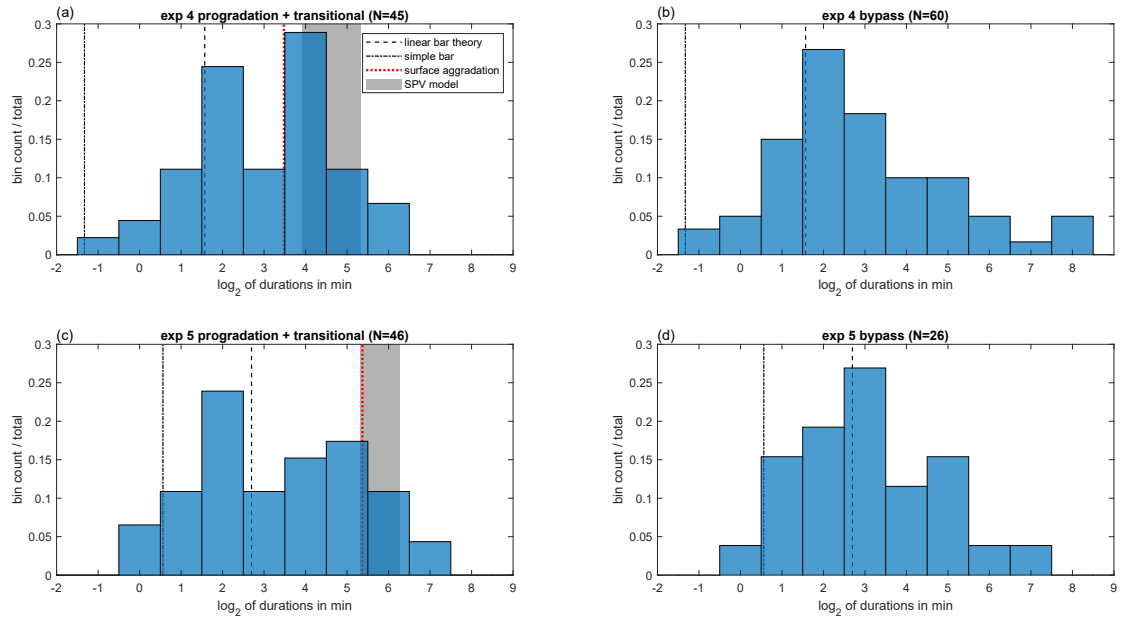 (a)
exp 4 progradation + transitional (N=45)
0.3
0.25
0.2
0.15
0.1
0.05
0
bin count / total
linear bar theory
simple bar
surface aggradation
SPV model
-2 -1 0 1 2 3 4 5 6 7 8 9
log2 of durations in min
(b)
exp 4 bypass (N=60)
0.3
0.25
0.2
0.15
0.1
0.05
0
bin count / total
-2 -1 0 1 2 3 4 5 6 7 8 9
log2 of durations in min
(c)
exp 5 progradation + transitional (N=46)
0.3
0.25
0.2
0.15
0.1
0.05
0
bin count / total
-2 -1 0 1 2 3 4 5 6 7 8 9
log2 of durations in min
(d)
exp 5 bypass (N=26)
0.3
0.25
0.2
0.15
0.1
0.05
0
bin count / total
-2 -1 0 1 2 3 4 5 6 7 8 9
log2 of durations in min